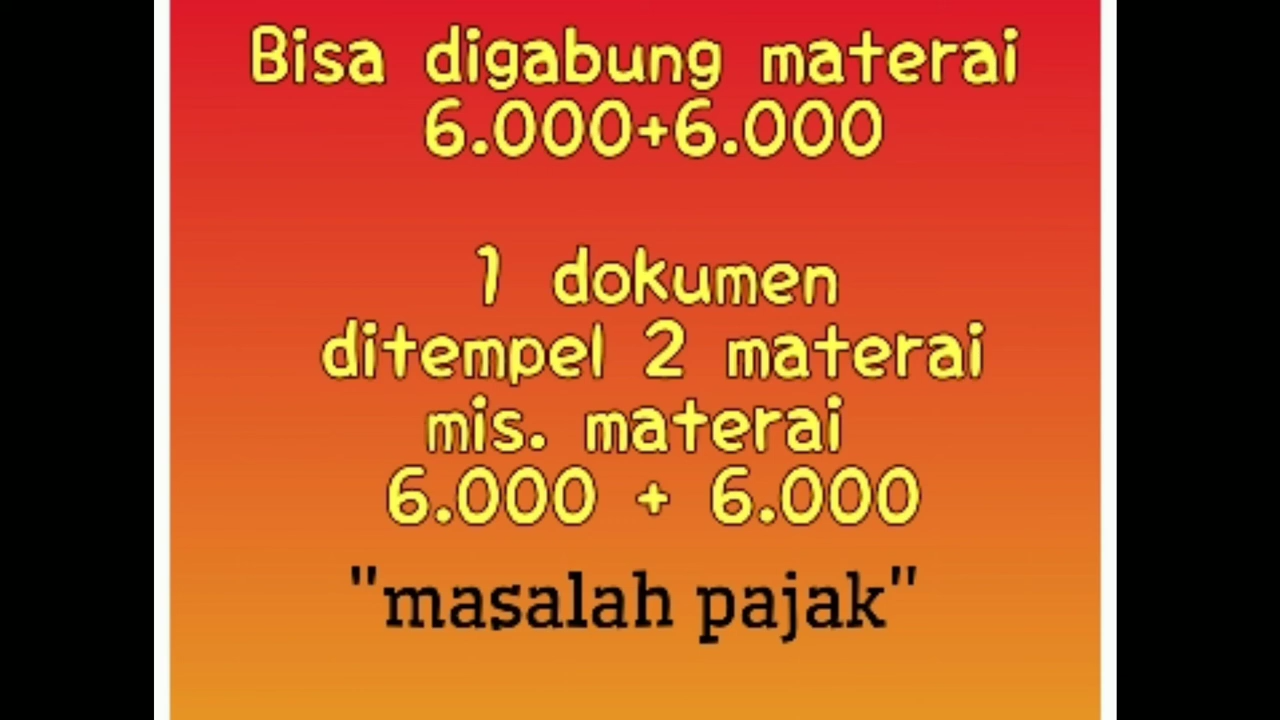 Bisa digabung materai
6.000+6.000
1 dokumen
ditempel 2 materai
mis. materai
6.000 + 6.000
"masalah pajak"